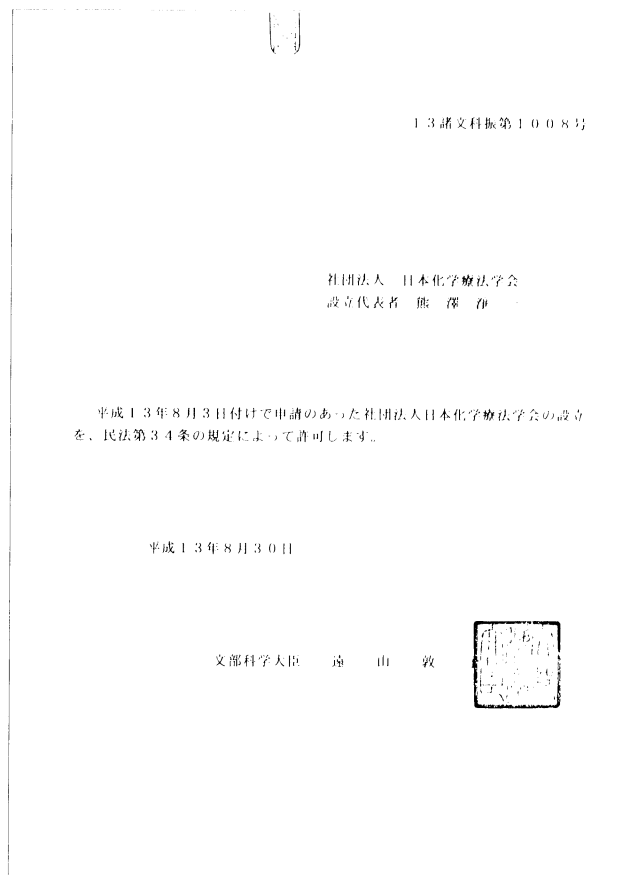 13諸文科振第1008号
社団法人 日本化学療法学会
設立代表者 熊 澤 浄 一
平成13年8月3日付けで申請のあった社団法人日本化学療法学会の設立
を、民法第34条の規定によって許可します。
平成13年8月30日
文部科学大臣 遠 山 敦